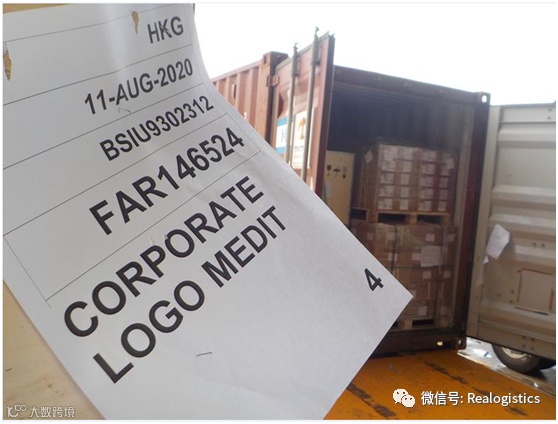 HKG
11-AUG-2020
BSIU9302312
FAR146524
CORPORATE
LOGO MEDIT
4
微信号: Realogistics
大数跨境